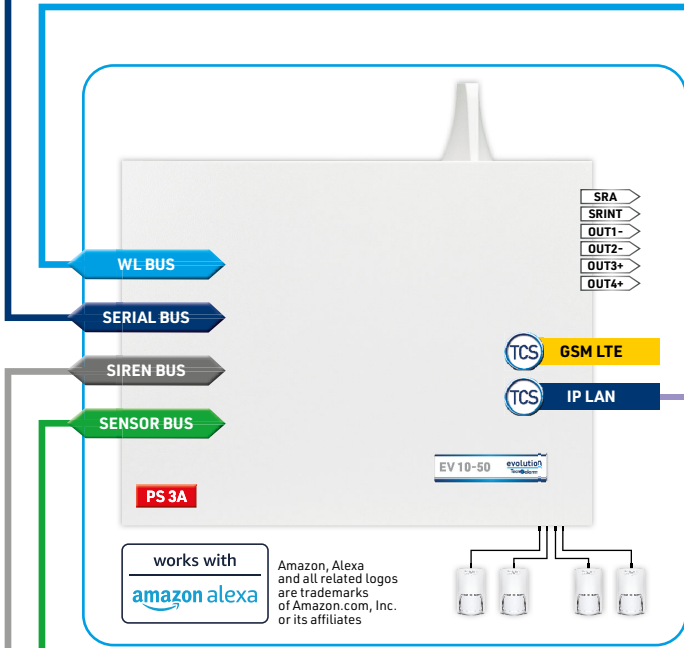 SRA
SRINT
OUT1-
OUT2-
OUT3+
OUT4+
WL BUS
SERIAL BUS
SIREN BUS
SENSOR BUS
TCS GSM LTE
TCS IP LAN
EV 10-50
evolution
Tecnoalarm
PS 3A
works with
amazon alexa
Amazon, Alexa
and all related logos
are trademarks
of Amazon.com, Inc.
or its affiliates